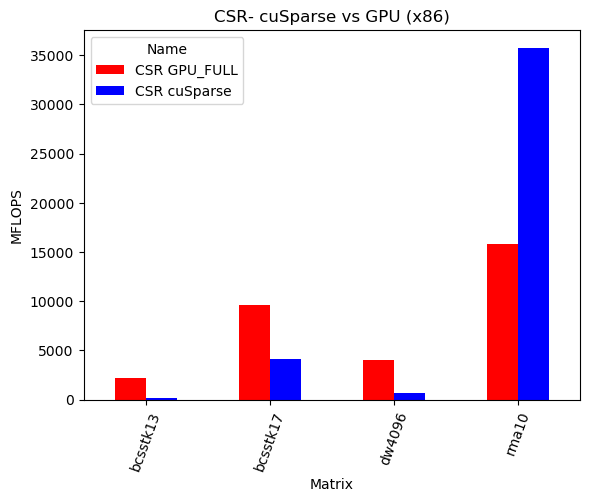 CSR- cuSparse vs GPU (x86)
Name
CSR GPU_FULL
CSR cuSparse
35000
30000
25000
20000
15000
10000
5000
0
MFLOPS
bcsstk13
bcsstk17
dw4096
rma10
Matrix